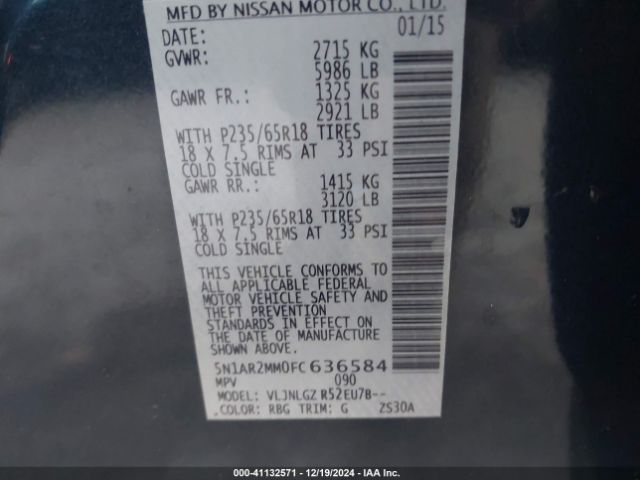 MFD BY NISSAN MOTOR CO., LTD.
DATE: 01/15
GVWR: 2715 KG
5986 LB
GAWR FR.: 1325 KG
2921 LB
WITH P235/65R18 TIRES
18 X 7.5 RIMS AT 33 PSI
COLD SINGLE
GAWR RR.: 1415 KG
3120 LB
WITH P235/65R18 TIRES
18 X 7.5 RIMS AT 33 PSI
COLD SINGLE
THIS VEHICLE CONFORMS TO
ALL APPLICABLE FEDERAL
MOTOR VEHICLE SAFETY AND
THEFT PREVENTION
STANDARDS IN EFFECT ON
THE DATE OF MANUFACTURE
SHOWN ABOVE.
5N1AR2MM0FC636584
MPV 090
MODEL: VLJNLGZ R52EU7B--
COLOR: RBG TRIM: G ZS30A
000-41132571 - 12/19/2024 - IAA Inc.